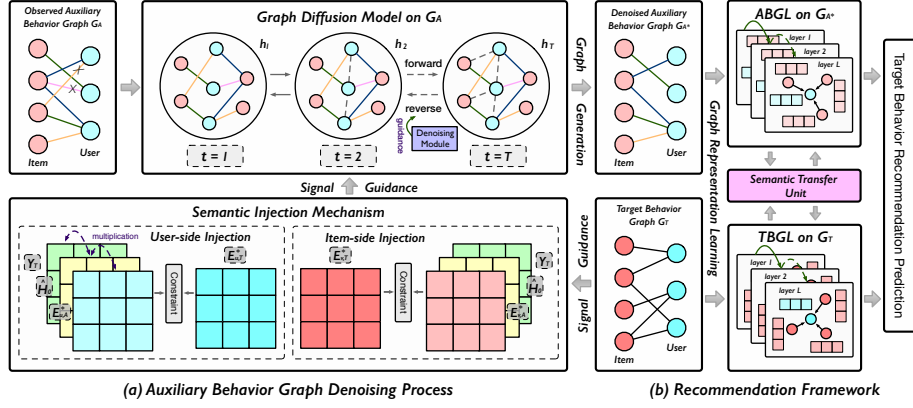 Observed Auxiliary
Behavior Graph G_A
Item
User
Graph Diffusion Model on G_A
h_1
h_2
h_T
forward
reverse
guidance
Denoising
Module
t = 1
t = 2
t = T
Graph
Generation
Denoised Auxiliary
Behavior Graph G_A*
Item
User
Graph Representation Learning
ABGL on G_A*
layer 1
layer 2
layer L
Semantic Transfer
Unit
TBGL on G_T
layer 1
layer 2
layer L
Target Behavior Recommendation Prediction
Signal
Guidance
Semantic Injection Mechanism
User-side Injection
multiplication
Y_T
Constraint
Item-side Injection
Constraint
Y_T
Signal
Guidance
Target Behavior
Graph G_T
Item
User
(a) Auxiliary Behavior Graph Denoising Process
(b) Recommendation Framework